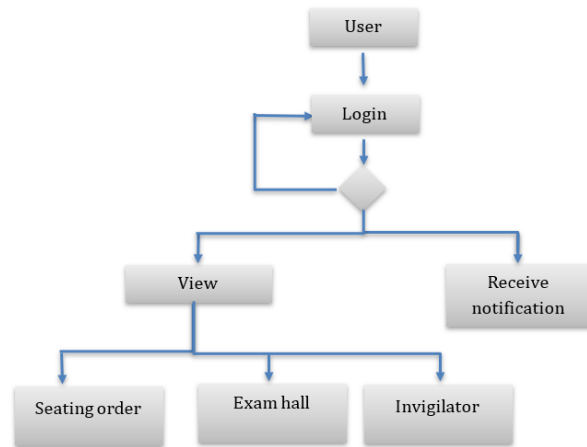 User
Login
View
Receive
notification
Seating order
Exam hall
Invigilator